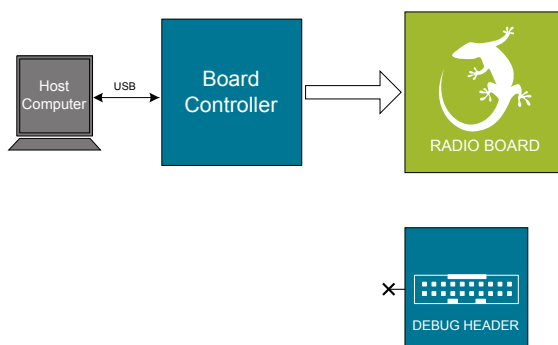 Host
Computer
USB
Board
Controller
RADIO BOARD
DEBUG HEADER